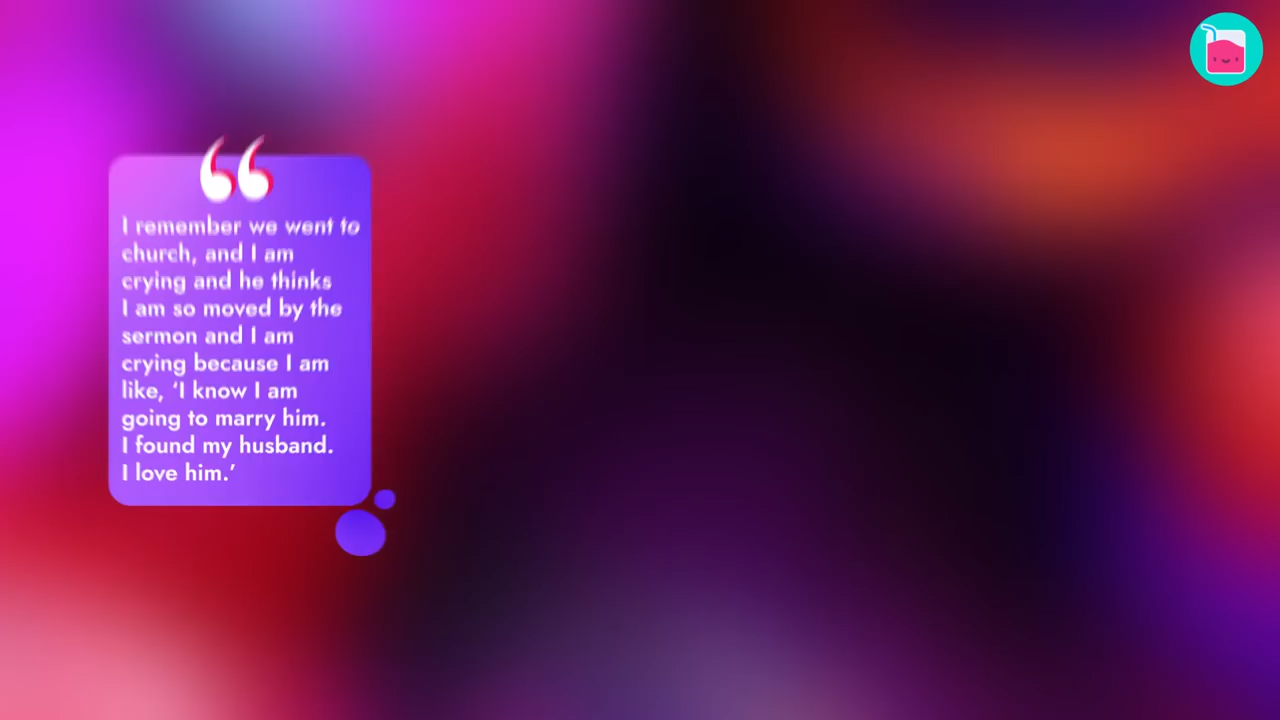 I remember we went to
church, and I am
crying and he thinks
I am so moved by the
sermon and I am
crying because I am
like, ‘I know I am
going to marry him.
I found my husband.
I love him.’